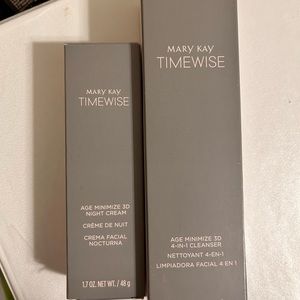 MARY KAY
TIMEWISE
AGE MINIMIZE 3D
NIGHT CREAM
CRÈME DE NUIT
CREMA FACIAL
NOCTURNA
1.7 OZ. NET WT. / 48 g
MARY KAY
TIMEWISE
AGE MINIMIZE 3D
4-IN-1 CLEANSER
NETTOYANT 4-EN-1
LIMPIADORA FACIAL 4 EN 1